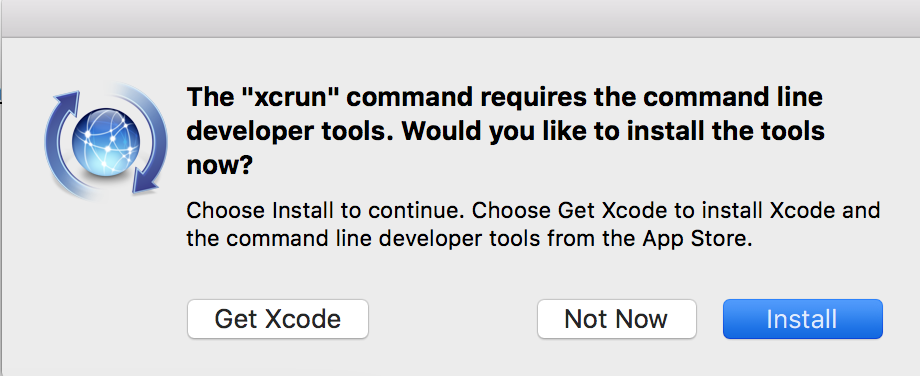 The "xcrun" command requires the command line
developer tools. Would you like to install the tools
now?
Choose Install to continue. Choose Get Xcode to install Xcode and
the command line developer tools from the App Store.
Get Xcode
Not Now
Install